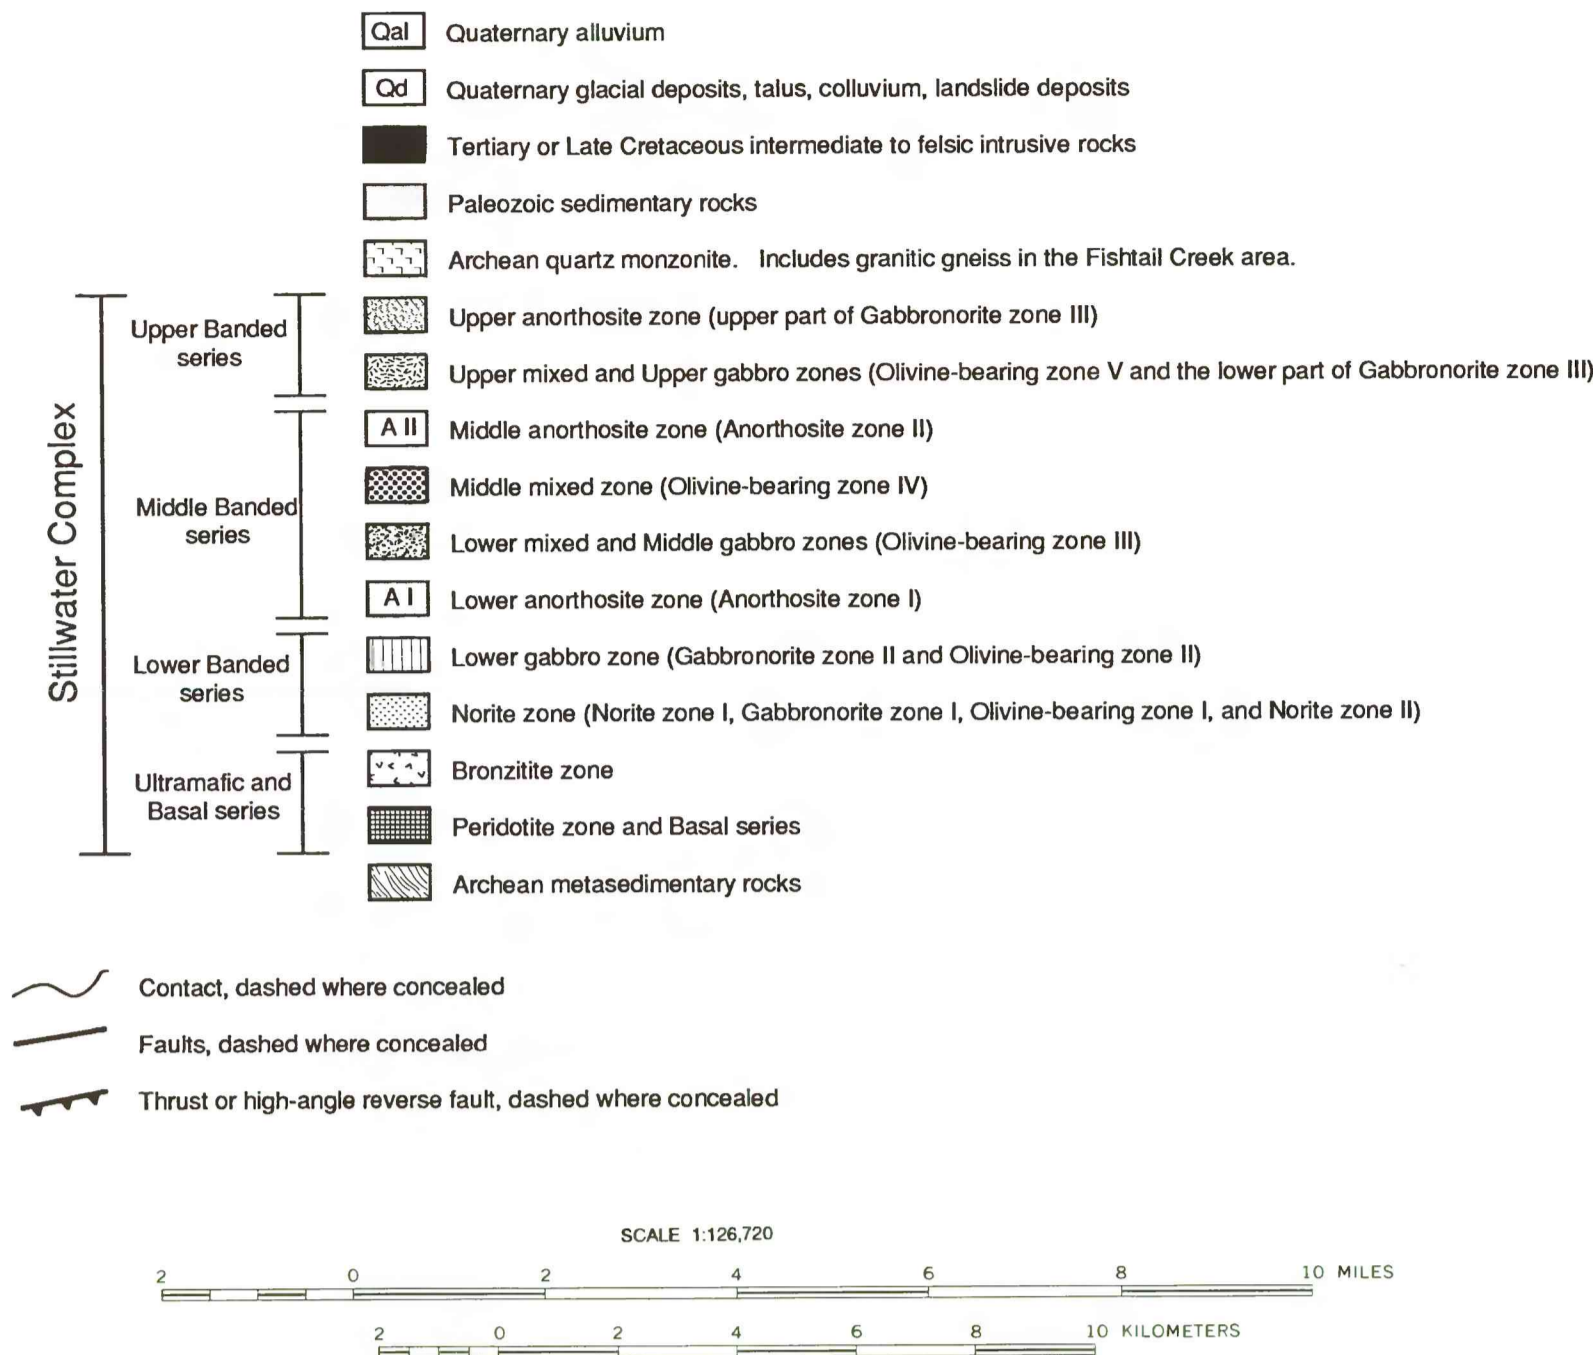 Qal Quaternary alluvium
Qd Quaternary glacial deposits, talus, colluvium, landslide deposits
Tertiary or Late Cretaceous intermediate to felsic intrusive rocks
Paleozoic sedimentary rocks
Archean quartz monzonite. Includes granitic gneiss in the Fishtail Creek area.
Stillwater Complex
Upper Banded
series
Upper anorthosite zone (upper part of Gabbronorite zone III)
Upper mixed and Upper gabbro zones (Olivine-bearing zone V and the lower part of Gabbronorite zone III)
Middle Banded
series
A II Middle anorthosite zone (Anorthosite zone II)
Middle mixed zone (Olivine-bearing zone IV)
Lower mixed and Middle gabbro zones (Olivine-bearing zone III)
A I Lower anorthosite zone (Anorthosite zone I)
Lower Banded
series
Lower gabbro zone (Gabbronorite zone II and Olivine-bearing zone II)
Norite zone (Norite zone I, Gabbronorite zone I, Olivine-bearing zone I, and Norite zone II)
Ultramafic and
Basal series
Bronzitite zone
Peridotite zone and Basal series
Archean metasedimentary rocks
Contact, dashed where concealed
Faults, dashed where concealed
Thrust or high-angle reverse fault, dashed where concealed
SCALE 1:126,720
2 0 2 4 6 8 10 MILES
2 0 2 4 6 8 10 KILOMETERS